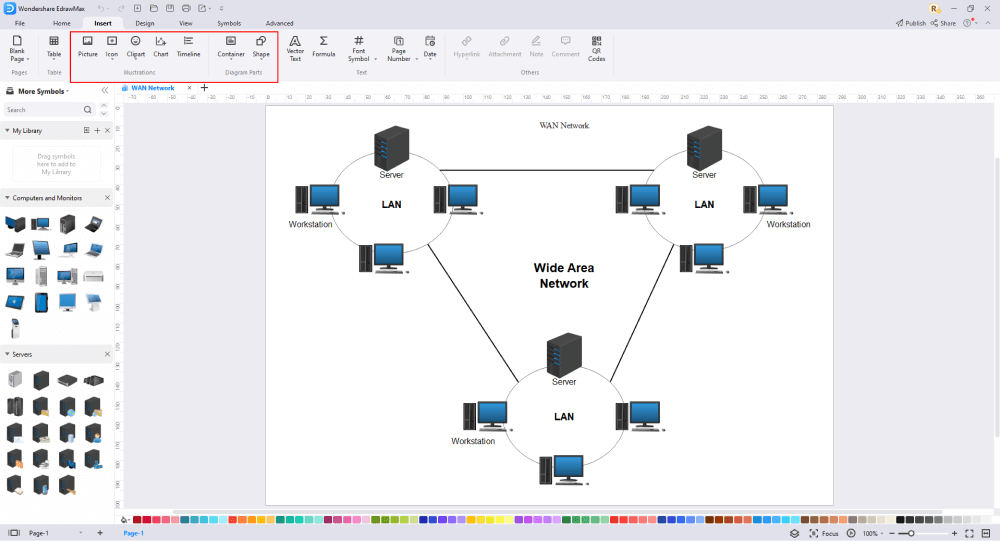 Wondershare EdrawMax
File Home Insert Design View Symbols Advanced
Publish Share
Blank Page
Table
Picture Icon Clipart Chart Timeline
Container Shape
Vector Text
Formula
Font Symbol
Page Number
Date
Hyperlink Attachment Note Comment
QR Codes
Pages Table Illustrations Diagram Parts Text Others
More Symbols
WAN Network
Search
My Library
Drag symbols
here to add to
My Library
Computers and Monitors
Servers
WAN Network
Server
LAN
Workstation
Server
LAN
Workstation
Wide Area
Network
Server
LAN
Workstation
Page-1
Page-1
Focus
100%